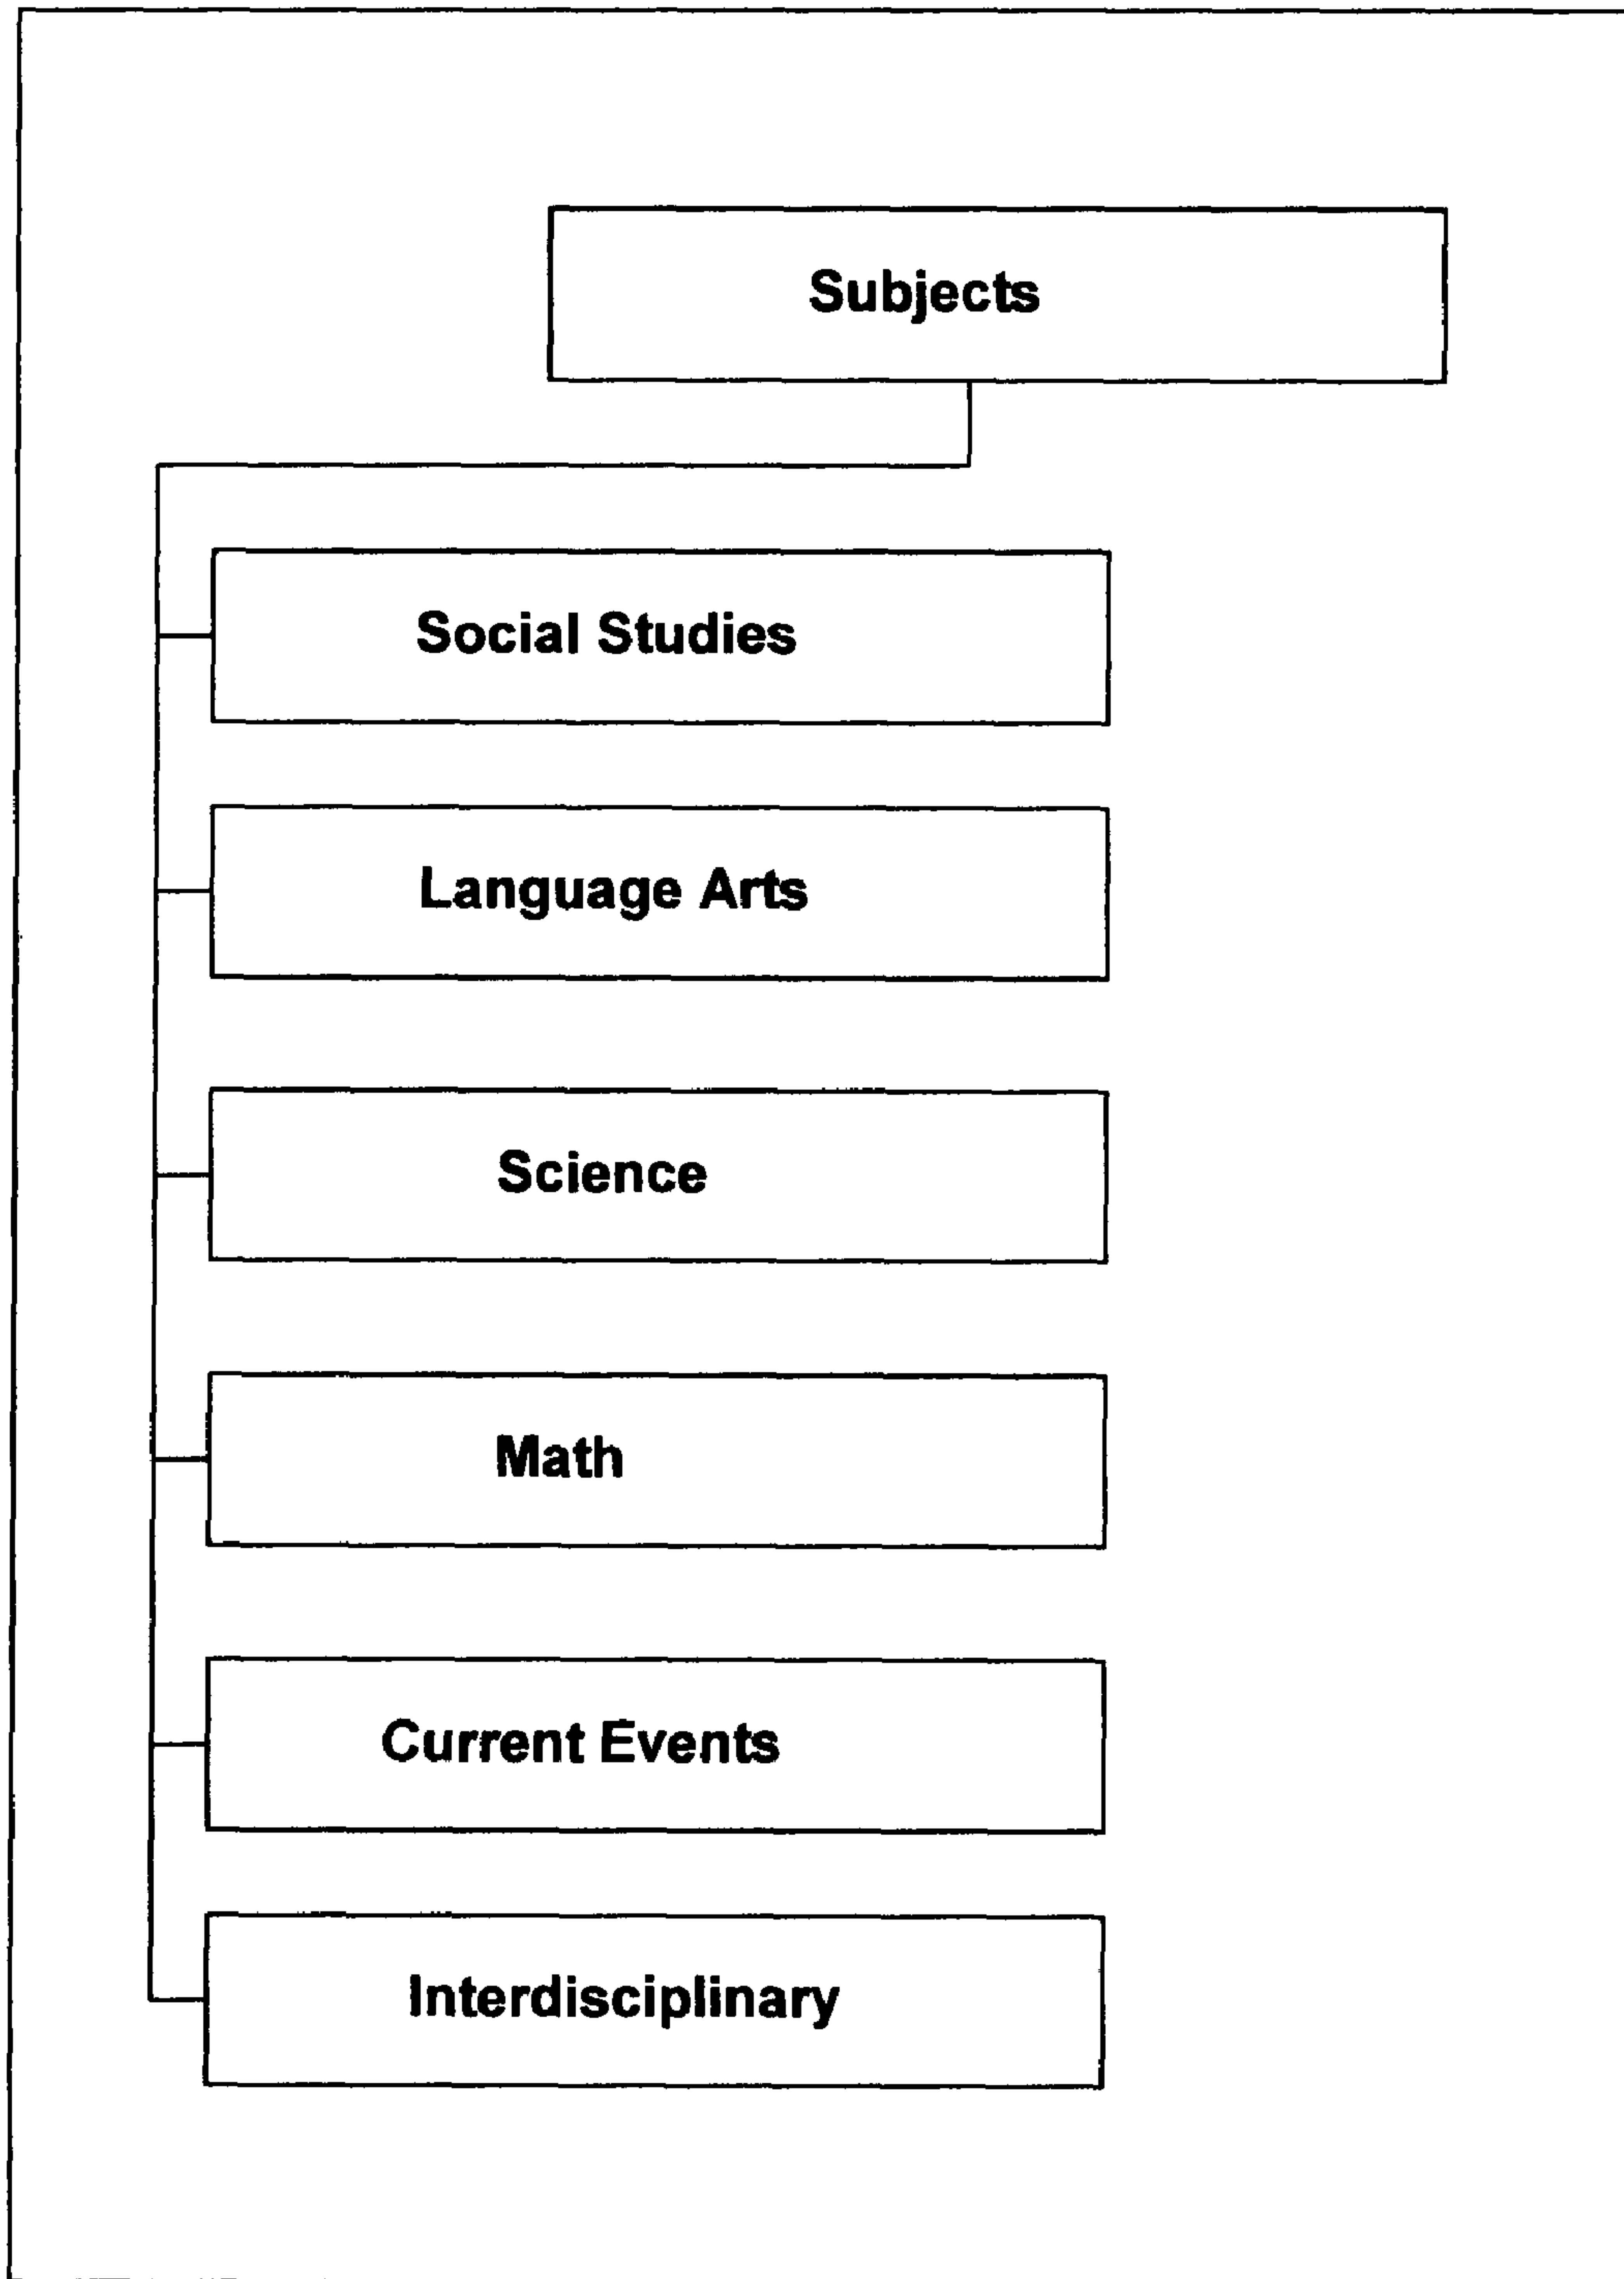 Subjects
Social Studies
Language Arts
Science
Math
Current Events
Interdisciplinary